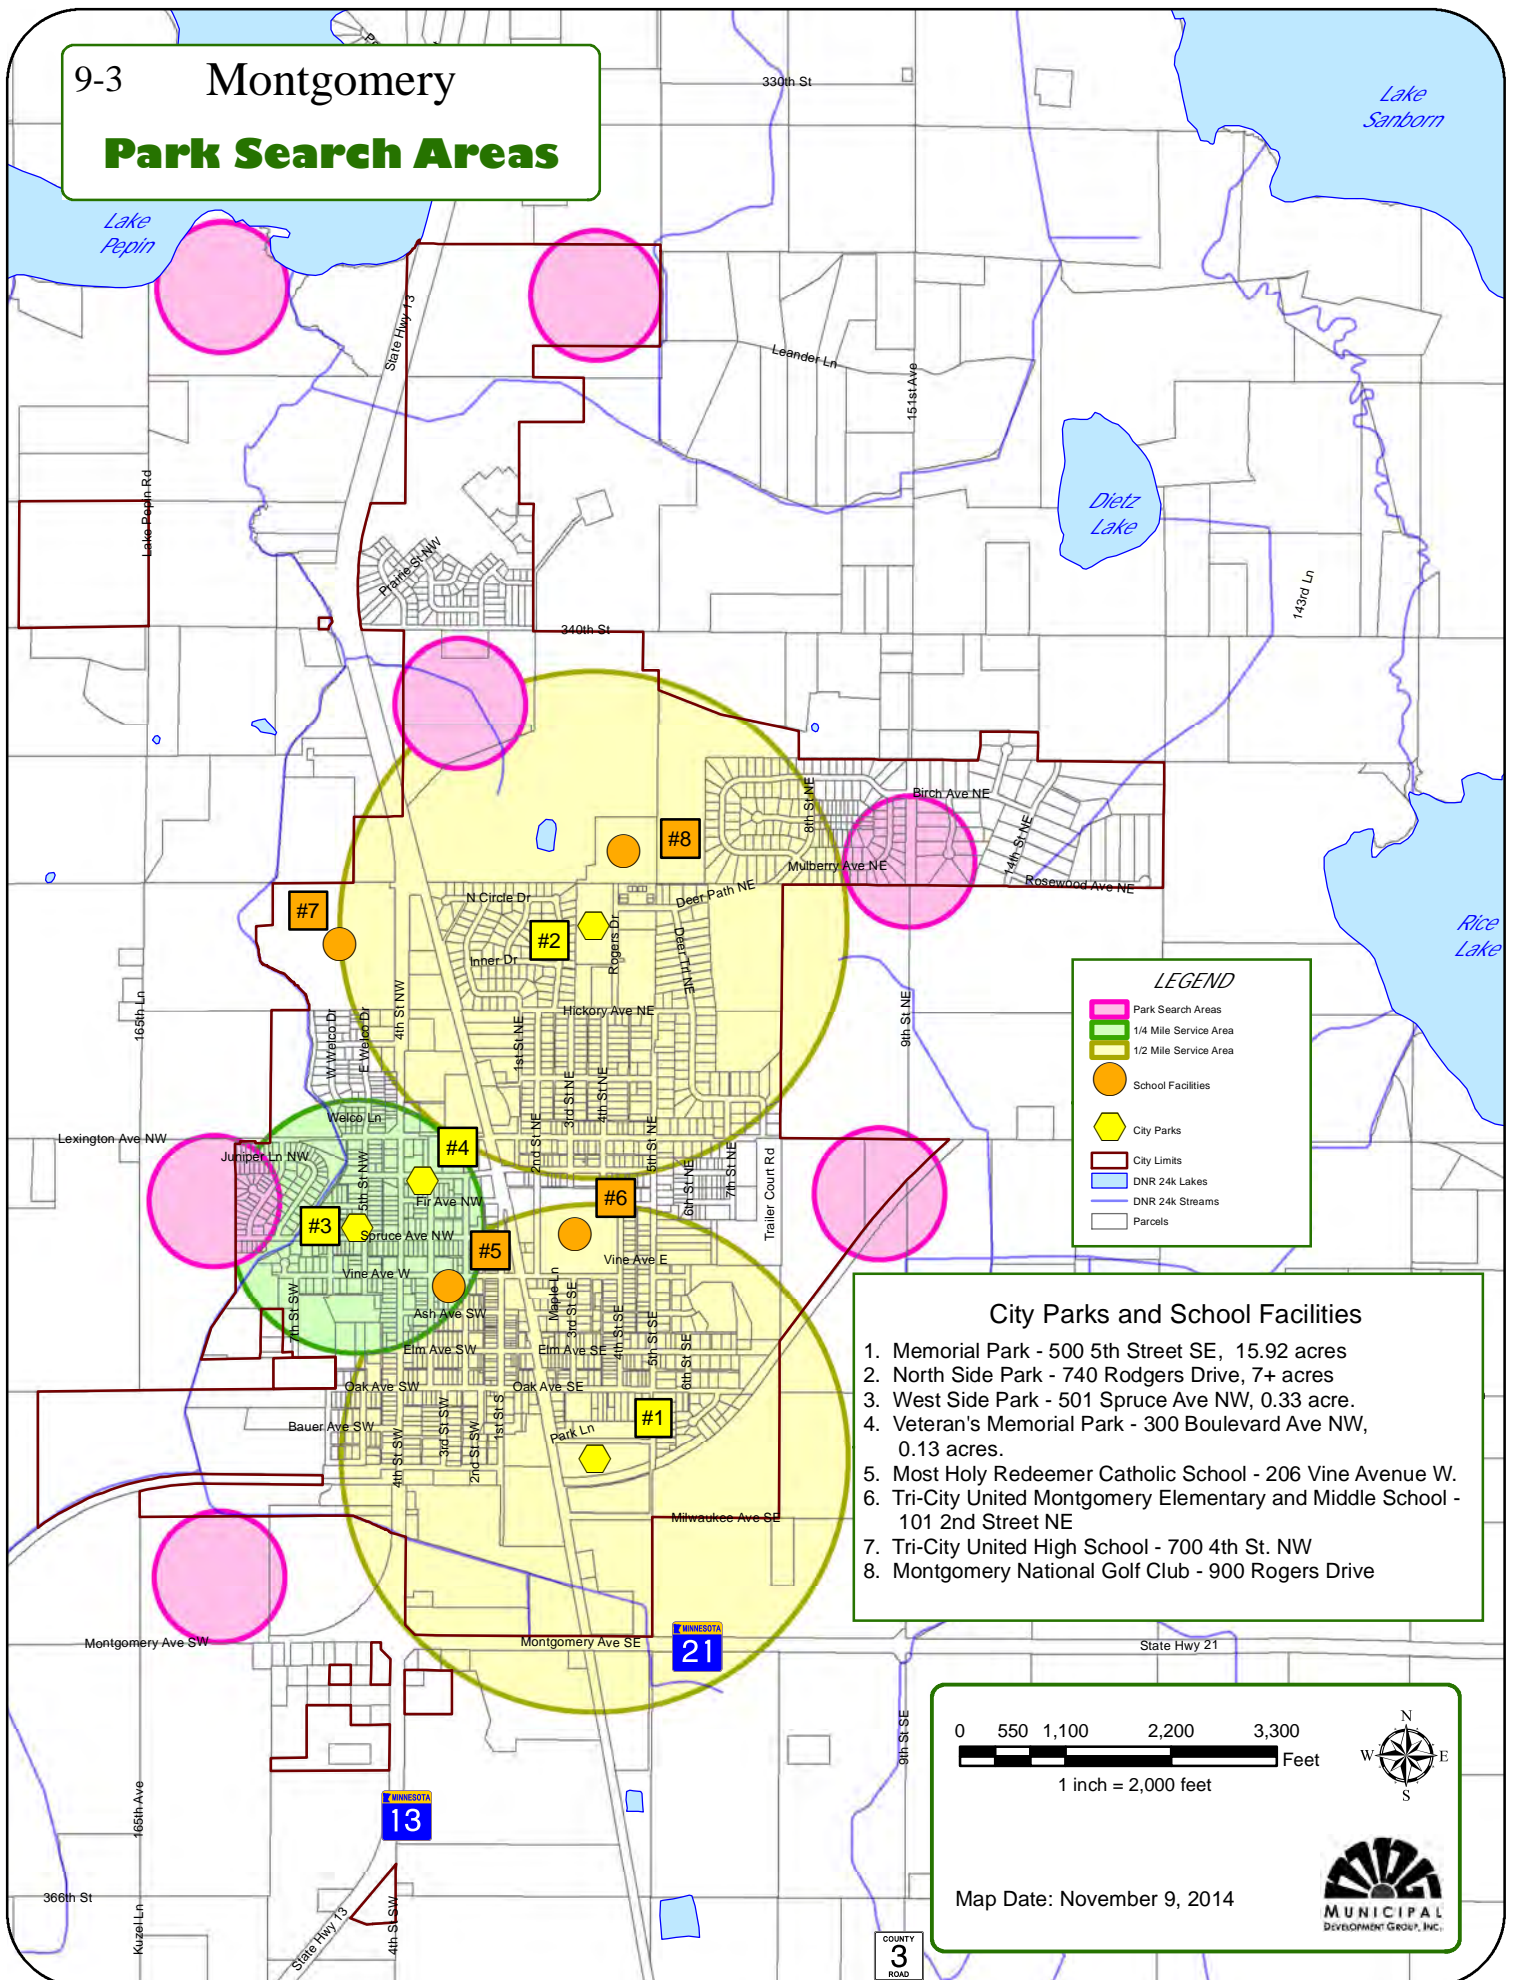 9-3 Montgomery
Park Search Areas
330th St
Lake
Sanborn
Lake
Pepin
State Hwy 13
Leander Ln
151st Ave
Lake Pepin Rd
Dietz
Lake
Prairie St NW
143rd Ln
340th St
Birch Ave NE
8th St NE
14th St NE
#8
Mulberry Ave NE
Rosewood Ave NE
Deer Path NE
N Circle Dr
#7
#2
Rogers Dr
Deer Trl NE
Inner Dr
Rice
Lake
Hickory Ave NE
4th St NW
165th Ln
W Welco Dr
E Welco Dr
1st St NE
9th St NE
3rd St NE
4th St NE
Welco Ln
Lexington Ave NW
Juniper Ln NW
#4
2nd St NE
5th St NE
6th St NE
7th St NE
Trailer Court Rd
5th St NW
Fir Ave NW
#6
#3
Spruce Ave NW
#5
Vine Ave E
Vine Ave W
Maple Ln
3rd St SE
Ash Ave SW
7th St SW
4th St SE
5th St SE
6th St SE
Elm Ave SW
Elm Ave SE
Oak Ave SW
Oak Ave SE
1st St S
#1
Bauer Ave SW
3rd St SW
Park Ln
4th St SW
2nd St SW
Milwaukee Ave SE
Montgomery Ave SW
Montgomery Ave SE
MINNESOTA
21
State Hwy 21
9th St SE
165th Ave
MINNESOTA
13
366th St
Kuzel Ln
State Hwy 13
4th St SW
COUNTY
3
ROAD
LEGEND
Park Search Areas
1/4 Mile Service Area
1/2 Mile Service Area
School Facilities
City Parks
City Limits
DNR 24k Lakes
DNR 24k Streams
Parcels
City Parks and School Facilities
1. Memorial Park - 500 5th Street SE, 15.92 acres
2. North Side Park - 740 Rodgers Drive, 7+ acres
3. West Side Park - 501 Spruce Ave NW, 0.33 acre.
4. Veteran's Memorial Park - 300 Boulevard Ave NW,
0.13 acres.
5. Most Holy Redeemer Catholic School - 206 Vine Avenue W.
6. Tri-City United Montgomery Elementary and Middle School -
101 2nd Street NE
7. Tri-City United High School - 700 4th St. NW
8. Montgomery National Golf Club - 900 Rogers Drive
0 550 1,100 2,200 3,300
Feet
1 inch = 2,000 feet
N
W E
S
Map Date: November 9, 2014
MUNICIPAL
DEVELOPMENT GROUP, INC.